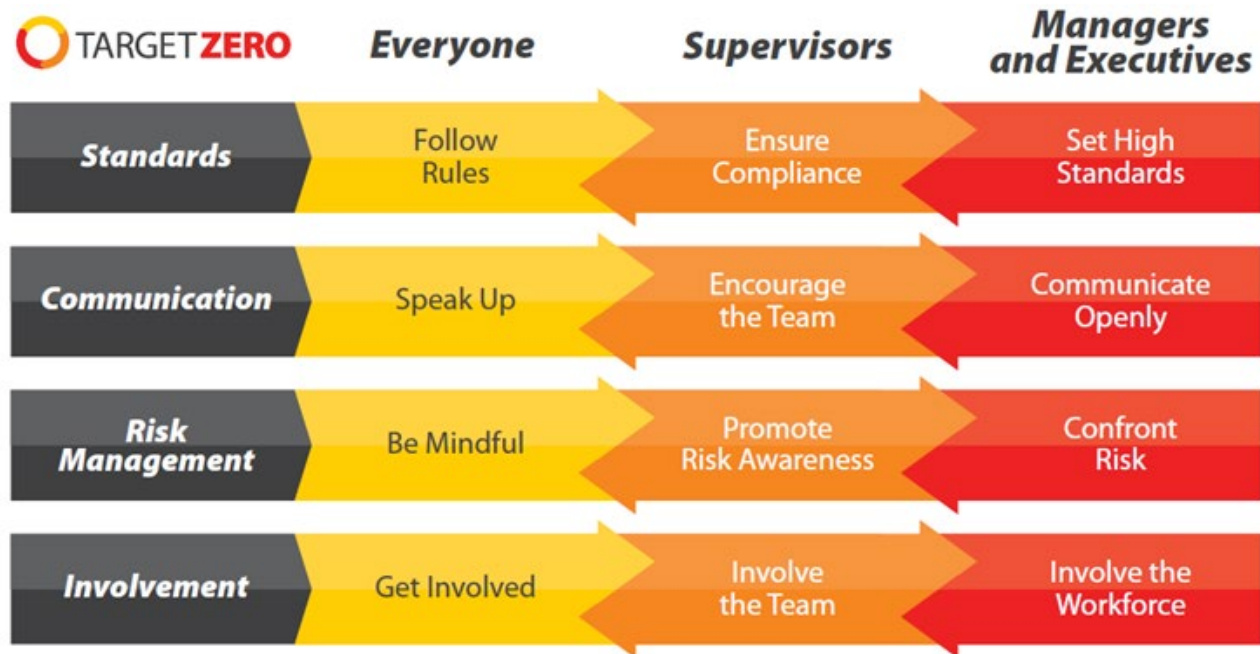 TARGETZERO
Everyone
Supervisors
Managers
and Executives
Standards
Follow
Rules
Ensure
Compliance
Set High
Standards
Communication
Speak Up
Encourage
the Team
Communicate
Openly
Risk
Management
Be Mindful
Promote
Risk Awareness
Confront
Risk
Involvement
Get Involved
Involve
the Team
Involve the
Workforce